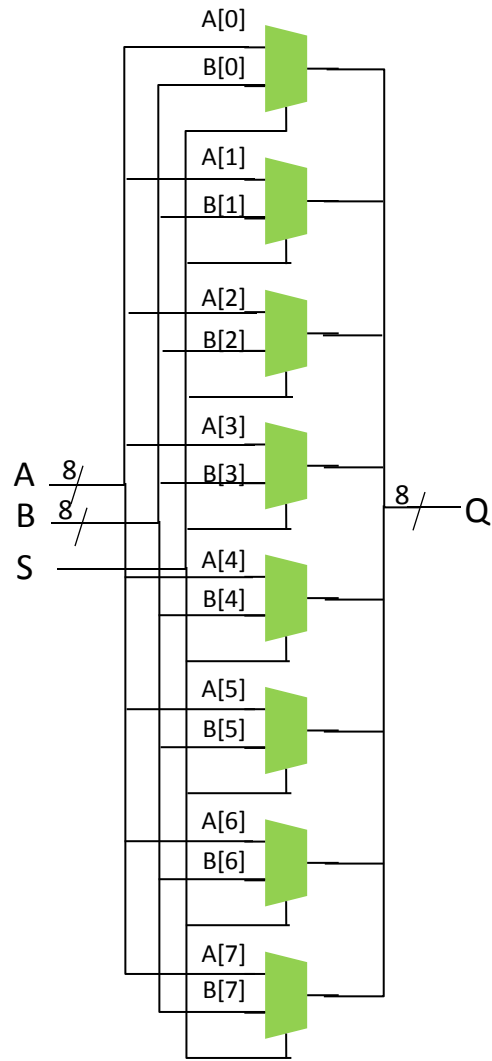 A[0]
B[0]
A[1]
B[1]
A[2]
B[2]
A[3]
B[3]
A 8
B 8
8 Q
S
A[4]
B[4]
A[5]
B[5]
A[6]
B[6]
A[7]
B[7]